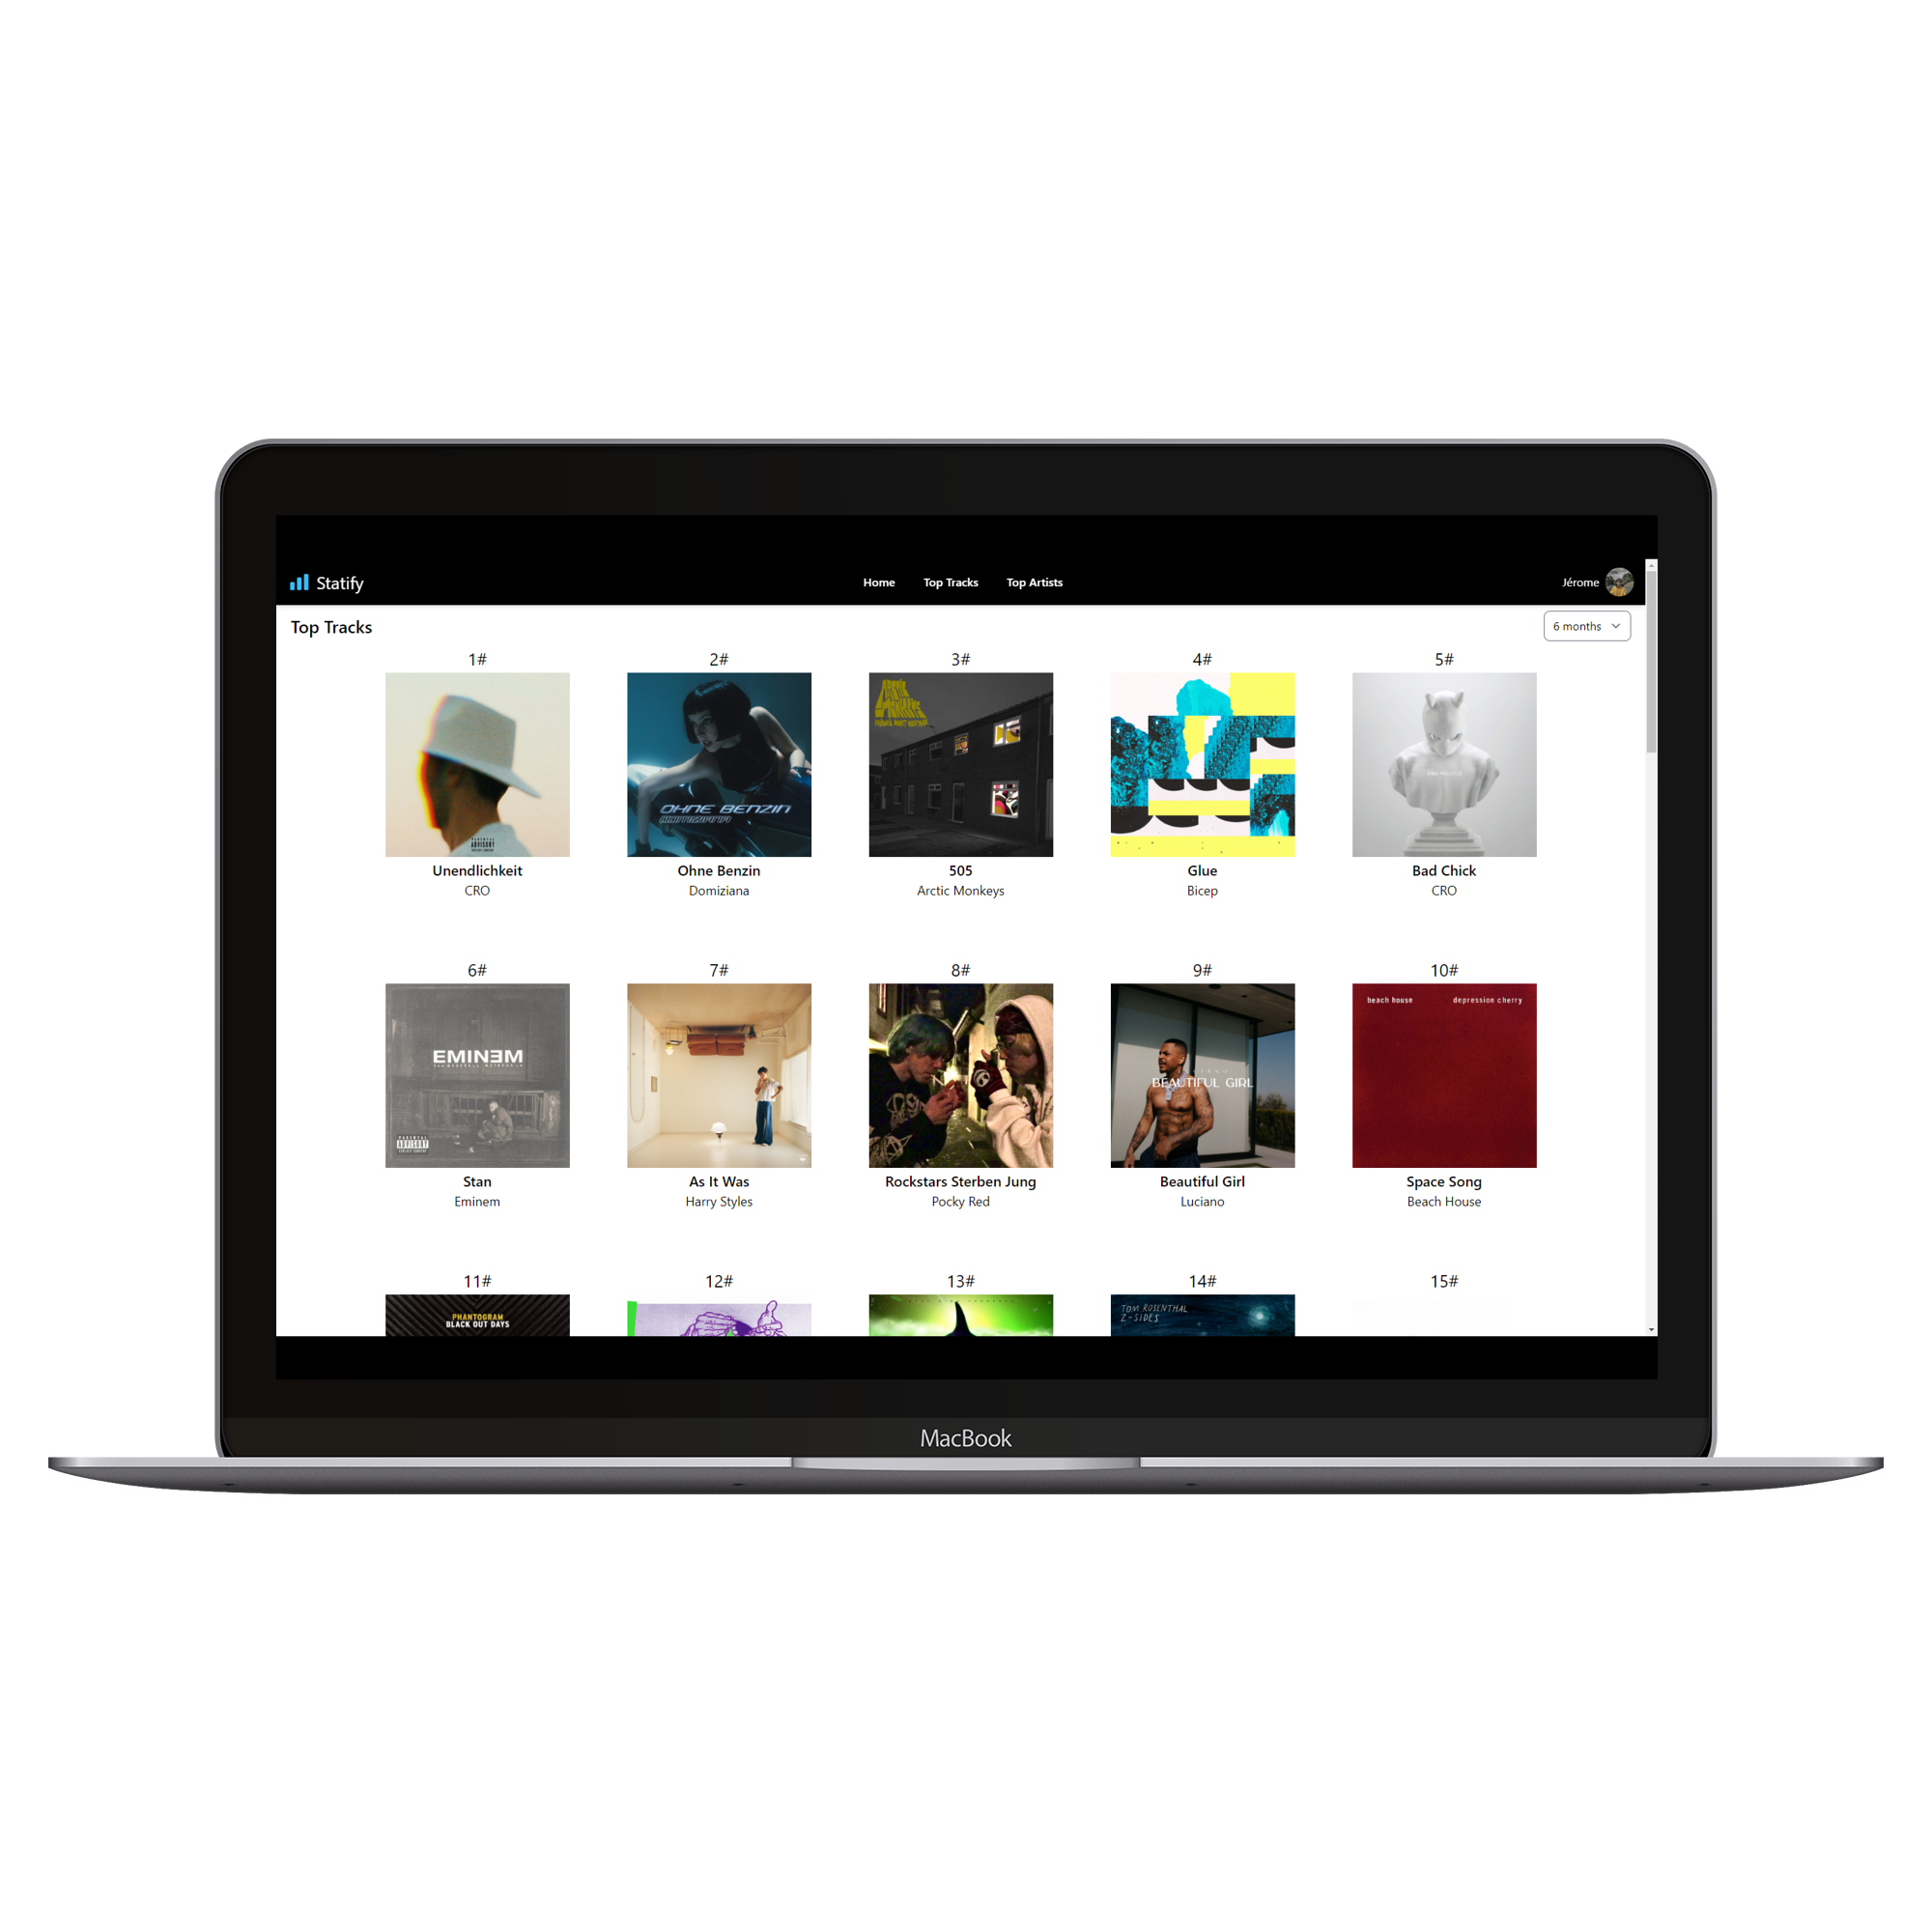 Statify
Home Top Tracks Top Artists
Jérome
Top Tracks
6 months
1# 2# 3# 4# 5#
OHNE BENZIN
DOMIZIANA
PARENTAL
ADVISORY
Unendlichkeit Ohne Benzin 505 Glue Bad Chick
CRO Domiziana Arctic Monkeys Bicep CRO
6# 7# 8# 9# 10#
beach house depression cherry
EMINƎM
BEAUTIFUL GIRL
PARENTAL
ADVISORY
EXPLICIT CONTENT
Stan As It Was Rockstars Sterben Jung Beautiful Girl Space Song
Eminem Harry Styles Pocky Red Luciano Beach House
11# 12# 13# 14# 15#
PHANTOGRAM
BLACK OUT DAYS
TOM ROSENTHAL
Z-SIDES
MacBook